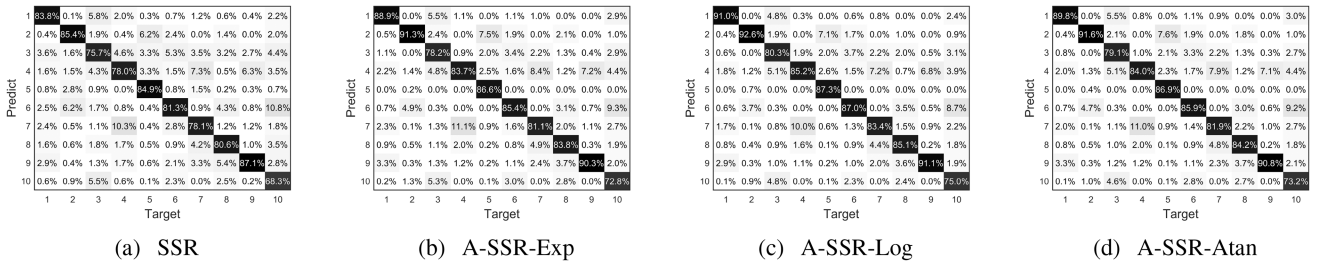 Predict
1 83.8% 0.1% 5.8% 2.0% 0.3% 0.7% 1.2% 0.6% 0.4% 2.2%
2 0.4% 85.4% 1.9% 0.4% 6.2% 2.4% 0.0% 1.4% 0.0% 2.0%
3 3.6% 1.6% 75.7% 4.6% 3.3% 5.3% 3.5% 3.2% 2.7% 4.4%
4 1.6% 1.5% 4.3% 78.0% 3.3% 1.5% 7.3% 0.9% 6.3% 3.5%
5 0.8% 2.8% 0.9% 0.1% 84.9% 0.9% 1.5% 0.2% 0.3% 0.7%
6 2.5% 6.2% 1.7% 0.8% 0.4% 81.3% 0.9% 4.3% 0.8% 10.8%
7 2.4% 0.5% 1.1% 10.3% 0.4% 2.8% 78.1% 1.2% 1.2% 1.8%
8 1.6% 0.6% 1.8% 1.7% 0.5% 0.9% 4.2% 80.6% 1.0% 3.5%
9 2.9% 0.4% 1.3% 1.7% 0.6% 2.1% 3.3% 5.4% 87.1% 2.8%
10 0.6% 0.9% 5.5% 0.6% 0.1% 2.3% 0.0% 2.2% 0.2% 68.3%
1 2 3 4 5 6 7 8 9 10
Target
(a) SSR
Predict
1 88.9% 0.0% 5.5% 1.1% 0.0% 1.1% 1.0% 0.0% 0.0% 2.9%
2 0.5% 91.3% 2.4% 0.0% 7.5% 1.9% 0.0% 2.1% 0.0% 1.0%
3 1.1% 0.0% 78.2% 0.9% 2.0% 3.4% 2.2% 1.3% 0.4% 2.9%
4 2.2% 1.4% 4.8% 83.7% 2.5% 1.6% 8.4% 1.2% 7.2% 4.4%
5 0.0% 0.2% 0.0% 0.0% 86.6% 0.0% 0.0% 0.0% 0.0% 0.0%
6 0.7% 4.9% 0.3% 0.0% 0.0% 85.4% 0.0% 3.1% 0.7% 9.3%
7 2.3% 0.1% 1.3% 11.1% 0.9% 1.6% 81.1% 2.0% 1.1% 2.7%
8 0.9% 0.5% 1.1% 2.0% 0.2% 0.8% 4.9% 83.8% 0.3% 1.9%
9 3.3% 0.3% 1.3% 1.2% 0.2% 1.1% 2.4% 3.7% 90.3% 2.0%
10 0.2% 1.3% 5.3% 0.0% 0.1% 3.0% 0.0% 2.8% 0.0% 72.8%
1 2 3 4 5 6 7 8 9 10
Target
(b) A-SSR-Exp
Predict
1 91.0% 0.0% 4.8% 0.3% 0.0% 1.1% 0.9% 0.0% 0.0% 2.4%
2 0.4% 92.6% 2.4% 0.0% 7.1% 1.7% 0.0% 2.0% 0.0% 0.6%
3 0.8% 0.0% 80.3% 1.9% 2.0% 3.7% 2.2% 2.0% 0.5% 3.1%
4 1.8% 1.2% 5.1% 85.2% 2.6% 1.5% 7.2% 0.7% 6.8% 3.9%
5 0.0% 0.2% 0.0% 0.0% 87.3% 0.0% 0.0% 0.0% 0.0% 0.0%
6 0.6% 3.7% 0.2% 0.0% 0.0% 87.0% 0.0% 3.5% 0.5% 8.7%
7 1.7% 0.1% 0.8% 10.0% 0.6% 1.3% 83.4% 1.5% 0.9% 2.2%
8 0.8% 0.4% 0.9% 1.6% 0.1% 0.9% 4.4% 85.1% 0.2% 1.7%
9 2.9% 0.3% 1.0% 1.1% 0.2% 1.0% 2.0% 3.6% 91.1% 1.9%
10 0.1% 0.9% 4.8% 0.0% 0.1% 2.3% 0.0% 2.4% 0.0% 75.0%
1 2 3 4 5 6 7 8 9 10
Target
(c) A-SSR-Log
Predict
1 89.8% 0.0% 5.5% 0.8% 0.0% 1.1% 0.7% 0.0% 0.0% 3.0%
2 0.4% 91.6% 2.1% 0.0% 7.6% 1.9% 0.0% 1.8% 0.0% 0.9%
3 0.8% 0.0% 79.1% 1.0% 2.1% 3.3% 2.2% 1.3% 0.3% 2.7%
4 2.0% 1.3% 5.1% 84.0% 2.3% 1.7% 7.9% 0.9% 7.1% 4.4%
5 0.0% 0.4% 0.0% 0.0% 86.9% 0.0% 0.0% 0.0% 0.0% 0.0%
6 0.7% 4.7% 0.3% 0.0% 0.0% 85.9% 0.0% 3.0% 0.6% 9.2%
7 2.0% 0.1% 1.0% 11.0% 0.9% 1.4% 81.9% 2.2% 1.0% 2.7%
8 0.9% 0.5% 1.1% 1.7% 0.1% 0.7% 4.8% 84.2% 0.2% 1.8%
9 3.3% 0.3% 1.2% 1.2% 0.2% 1.1% 2.3% 3.7% 90.8% 2.1%
10 0.1% 1.0% 4.6% 0.0% 0.1% 2.8% 0.0% 2.7% 0.0% 73.2%
1 2 3 4 5 6 7 8 9 10
Target
(d) A-SSR-Atan